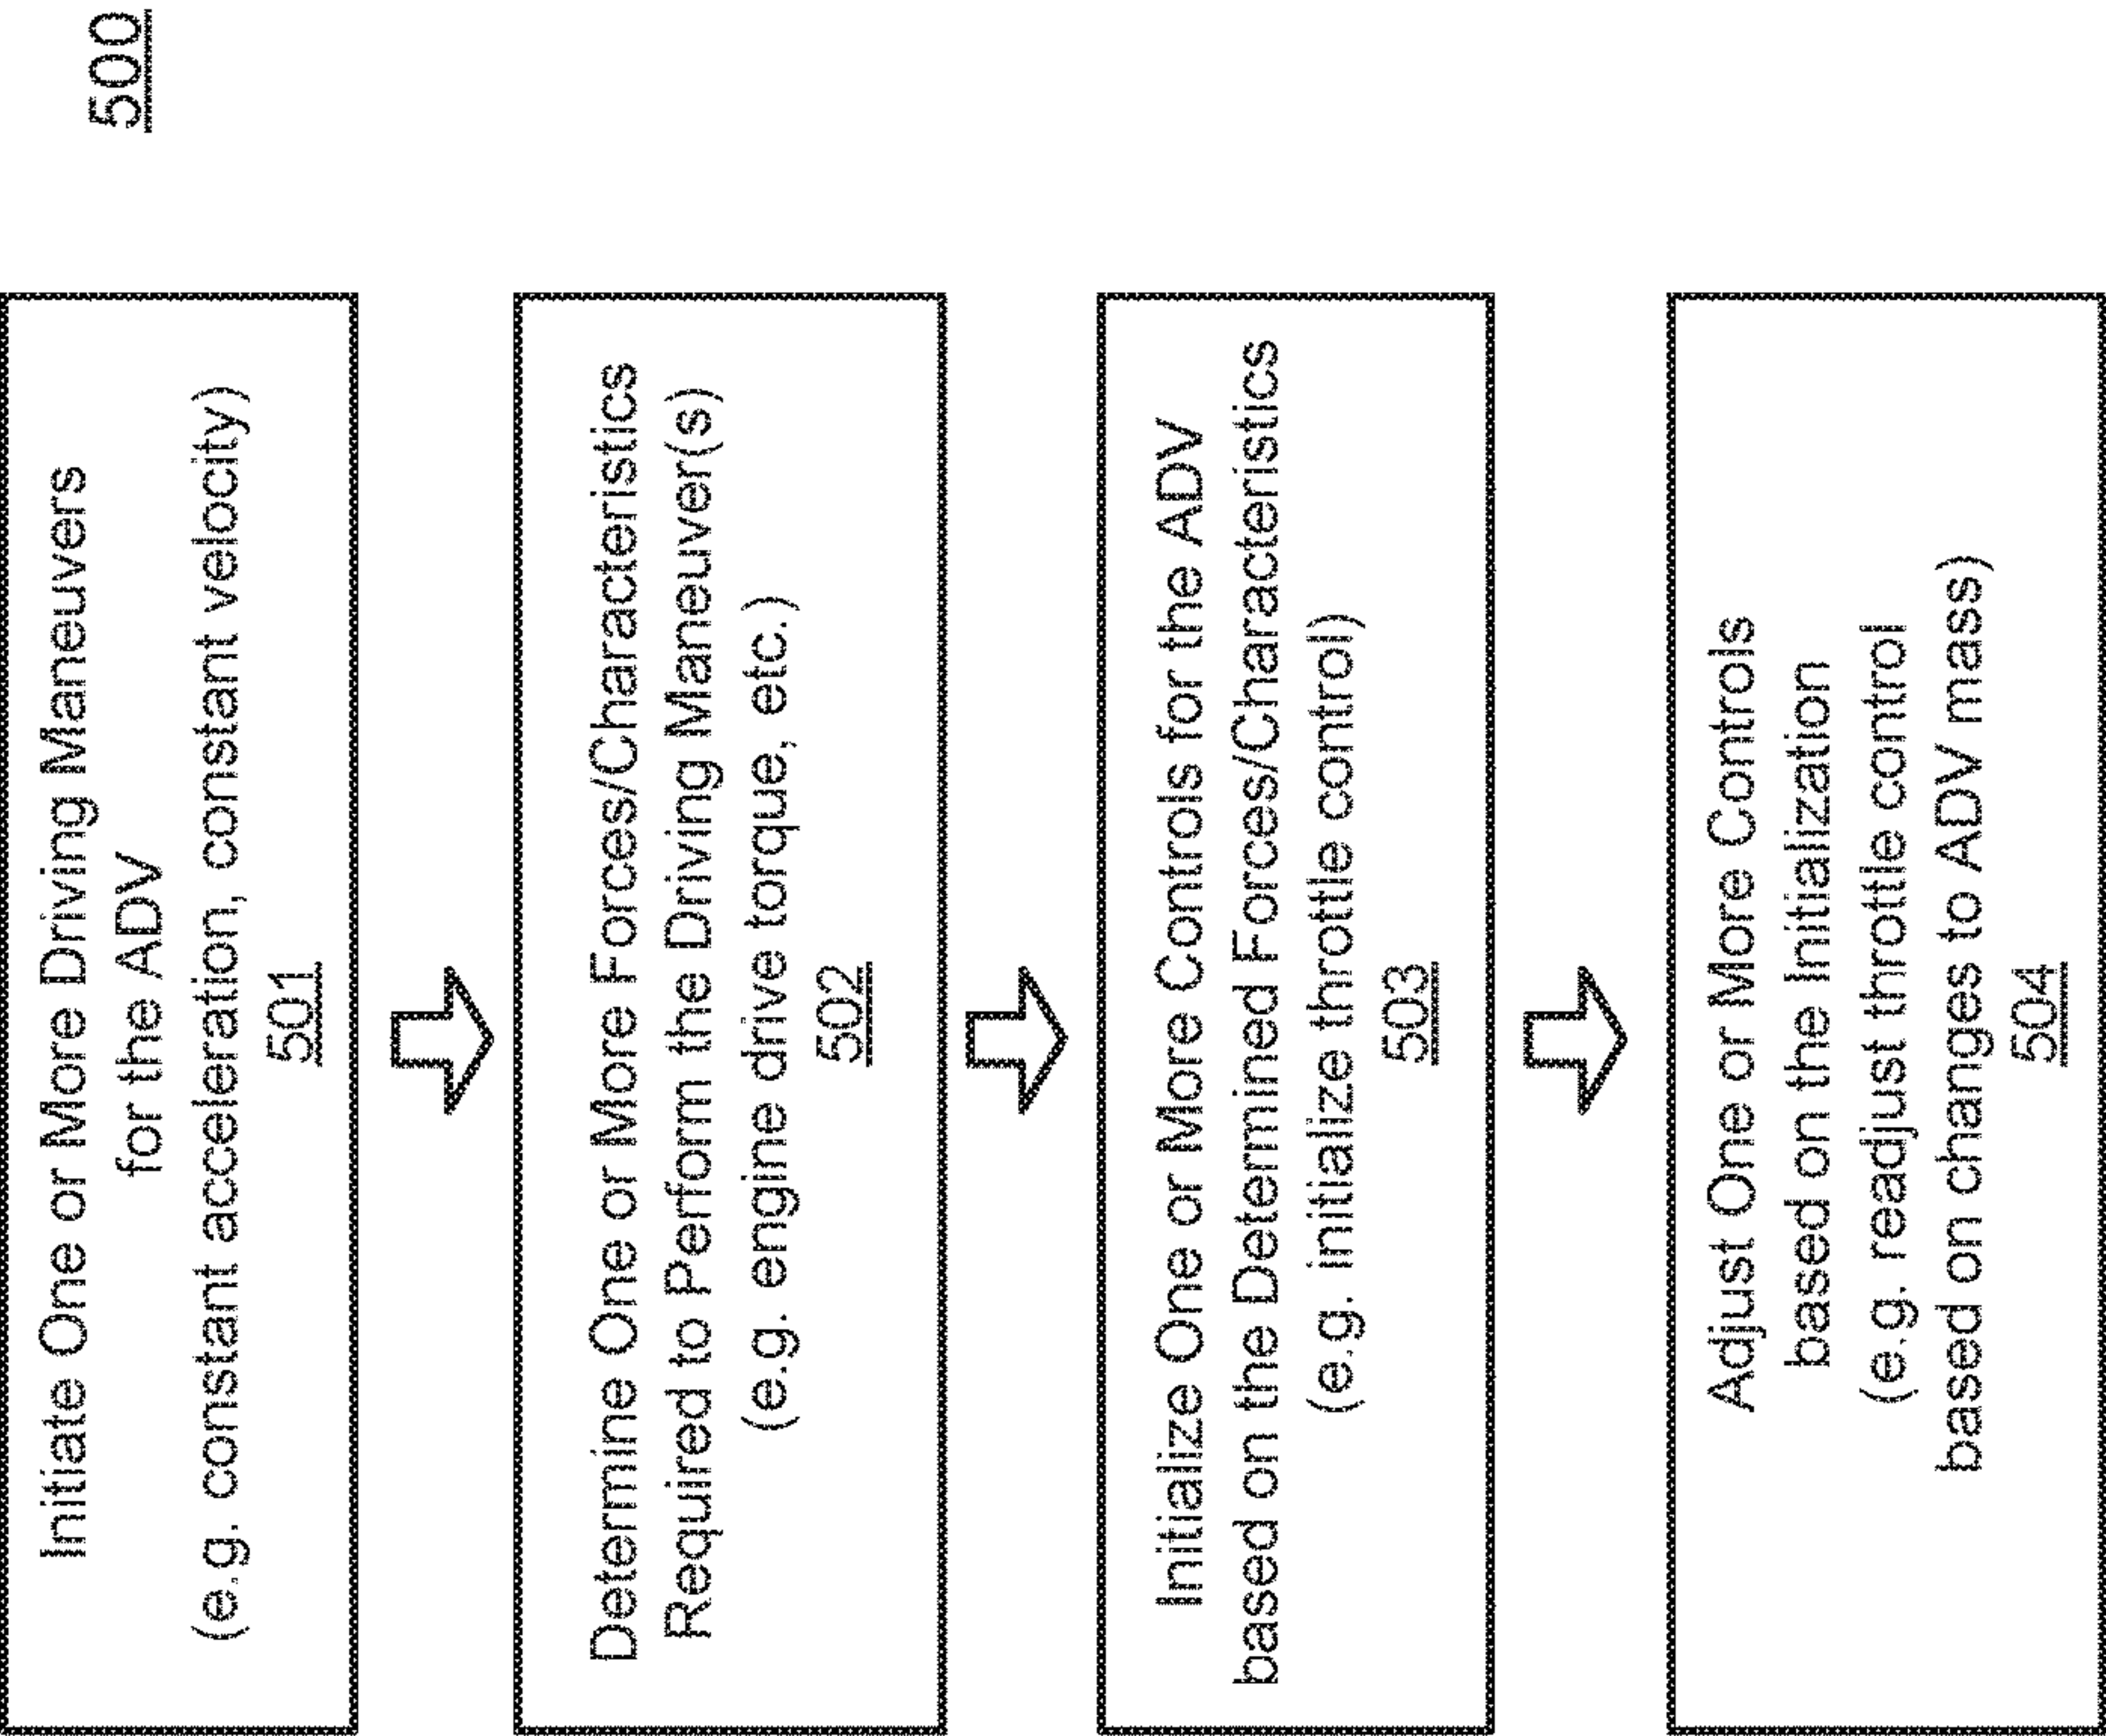 500
Initiate One or More Driving Maneuvers
for the ADV
(e.g. constant acceleration, constant velocity)
501
Determine One or More Forces/Characteristics
Required to Perform the Driving Maneuver(s)
(e.g. engine drive torque, etc.)
502
Initialize One or More Controls for the ADV
based on the Determined Forces/Characteristics
(e.g. initialize throttle control)
503
Adjust One or More Controls
based on the Initialization
(e.g. readjust throttle control
based on changes to ADV mass)
504